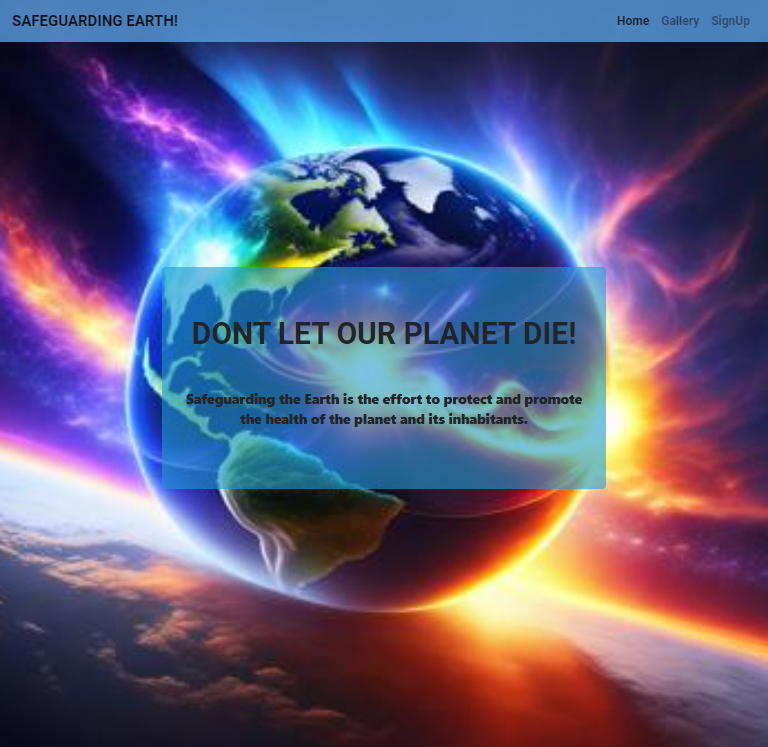 SAFEGUARDING EARTH!
Home Gallery SignUp
DONT LET OUR PLANET DIE!
Safeguarding the Earth is the effort to protect and promote
the health of the planet and its inhabitants.